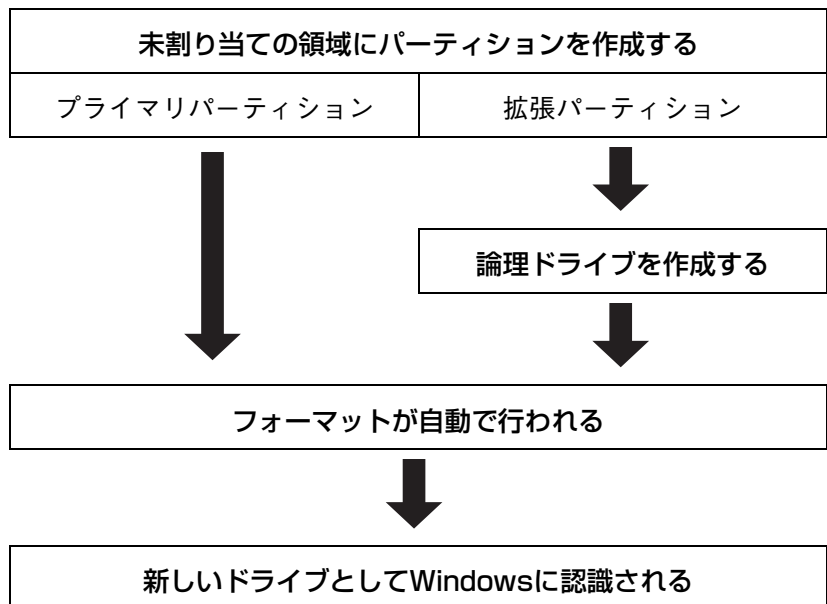 未割り当ての領域にパーティションを作成する
プライマリパーティション
拡張パーティション
論理ドライブを作成する
フォーマットが自動で行われる
新しいドライブとしてWindowsに認識される